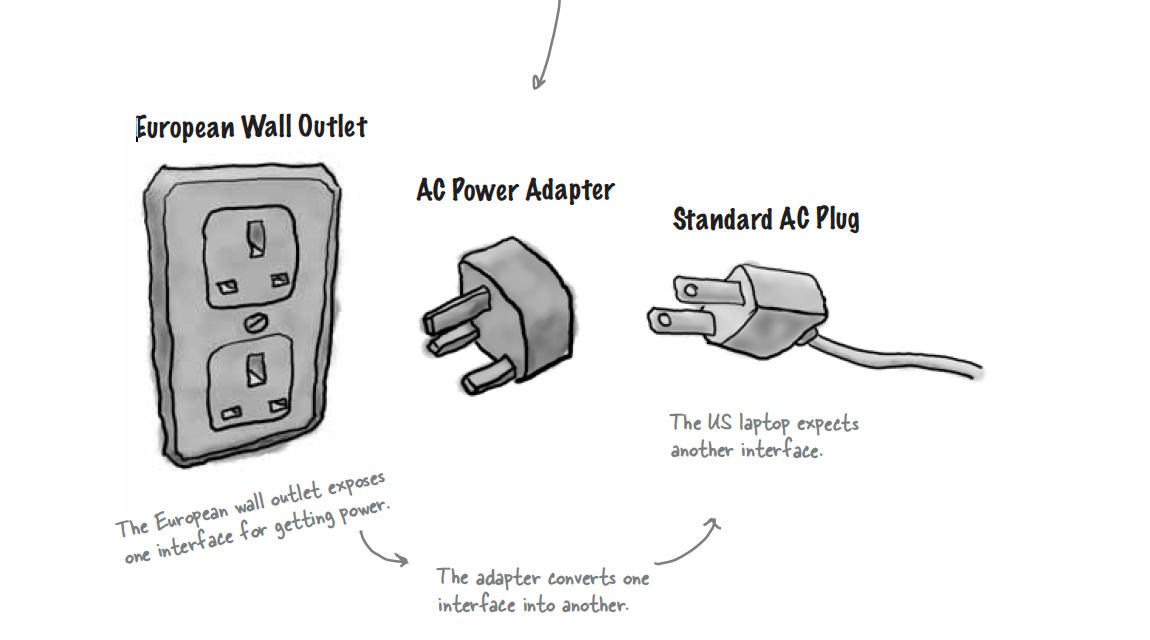 European Wall Outlet
AC Power Adapter
Standard AC Plug
The US laptop expects
another interface.
The European wall outlet exposes
one interface for getting power.
The adapter converts one
interface into another.